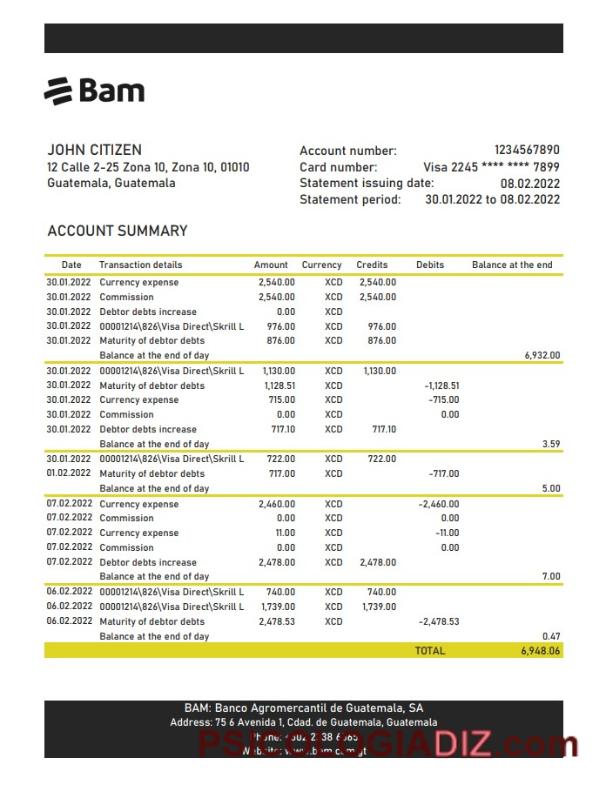 Bam
JOHN CITIZEN
12 Calle 2-25 Zona 10, Zona 10, 01010
Guatemala, Guatemala
Account number: 1234567890
Card number: Visa 2245 **** **** 7899
Statement issuing date: 08.02.2022
Statement period: 30.01.2022 to 08.02.2022
ACCOUNT SUMMARY
Date Transaction details Amount Currency Credits Debits Balance at the end
30.01.2022 Currency expense 2,540.00 XCD 2,540.00
30.01.2022 Commission 2,540.00 XCD 2,540.00
30.01.2022 Debtor debts increase 0.00 XCD
30.01.2022 00001214\826\Visa Direct\Skrill L 976.00 XCD 976.00
30.01.2022 Maturity of debtor debts 876.00 XCD 876.00
Balance at the end of day 6,932.00
30.01.2022 00001214\826\Visa Direct\Skrill L 1,130.00 XCD 1,130.00
30.01.2022 Maturity of debtor debts 1,128.51 XCD -1,128.51
30.01.2022 Currency expense 715.00 XCD -715.00
30.01.2022 Commission 0.00 XCD 0.00
30.01.2022 Debtor debts increase 717.10 XCD 717.10
Balance at the end of day 3.59
30.01.2022 00001214\826\Visa Direct\Skrill L 722.00 XCD 722.00
01.02.2022 Maturity of debtor debts 717.00 XCD -717.00
Balance at the end of day 5.00
07.02.2022 Currency expense 2,460.00 XCD -2,460.00
07.02.2022 Commission 0.00 XCD 0.00
07.02.2022 Currency expense 11.00 XCD -11.00
07.02.2022 Commission 0.00 XCD 0.00
07.02.2022 Debtor debts increase 2,478.00 XCD 2,478.00
Balance at the end of day 7.00
06.02.2022 00001214\826\Visa Direct\Skrill L 740.00 XCD 740.00
06.02.2022 00001214\826\Visa Direct\Skrill L 1,739.00 XCD 1,739.00
06.02.2022 Maturity of debtor debts 2,478.53 XCD -2,478.53
Balance at the end of day 0.47
TOTAL 6,948.06
BAM: Banco Agromercantil de Guatemala, SA
Address: 75 6 Avenida 1, Cdad. de Guatemala, Guatemala
Phone:
Website: www.bam.com.gt
PSICOLOGIADIZ.com